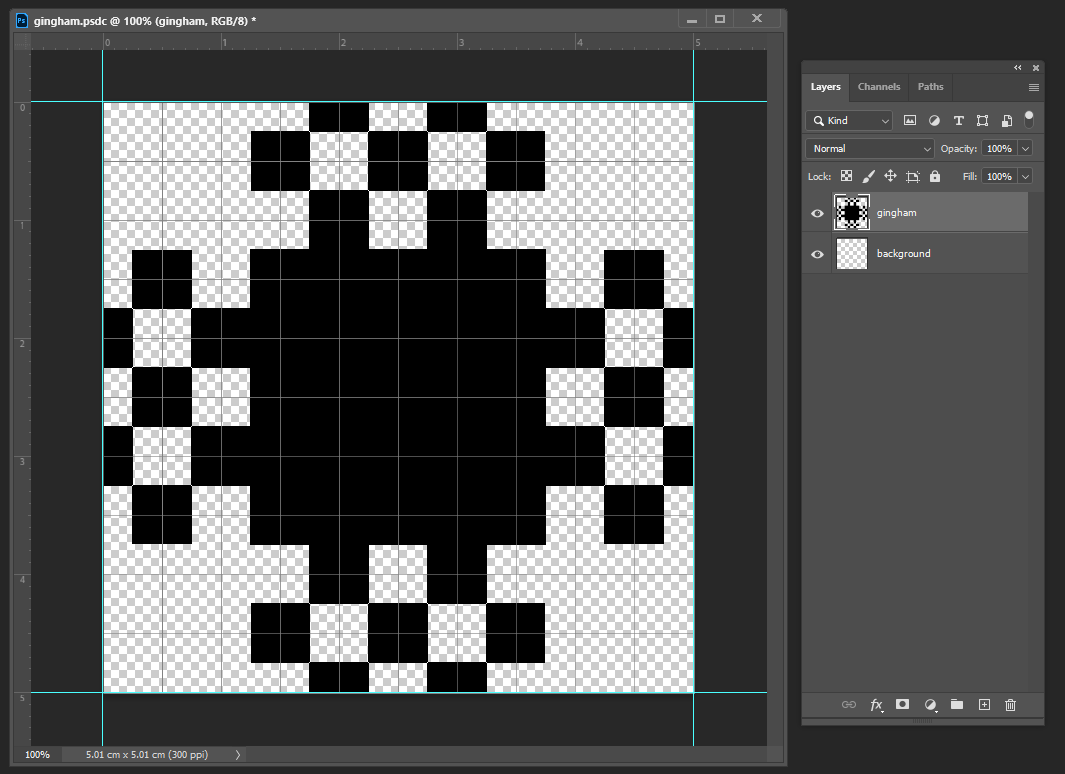 Ps gingham.psdc @ 100% (gingham, RGB/8) *
0 1 2 3 4 5
0
1
2
3
4
5
100% 5.01 cm x 5.01 cm (300 ppi)
Layers Channels Paths
Kind
Normal Opacity: 100%
Lock: Fill: 100%
gingham
background
fx